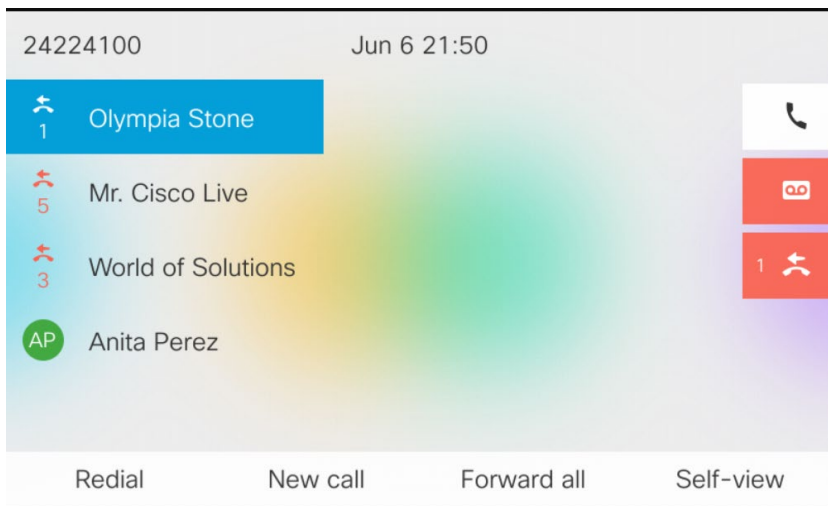 24224100 Jun 6 21:50
1 Olympia Stone
5 Mr. Cisco Live
3 World of Solutions
1
AP Anita Perez
Redial New call Forward all Self-view